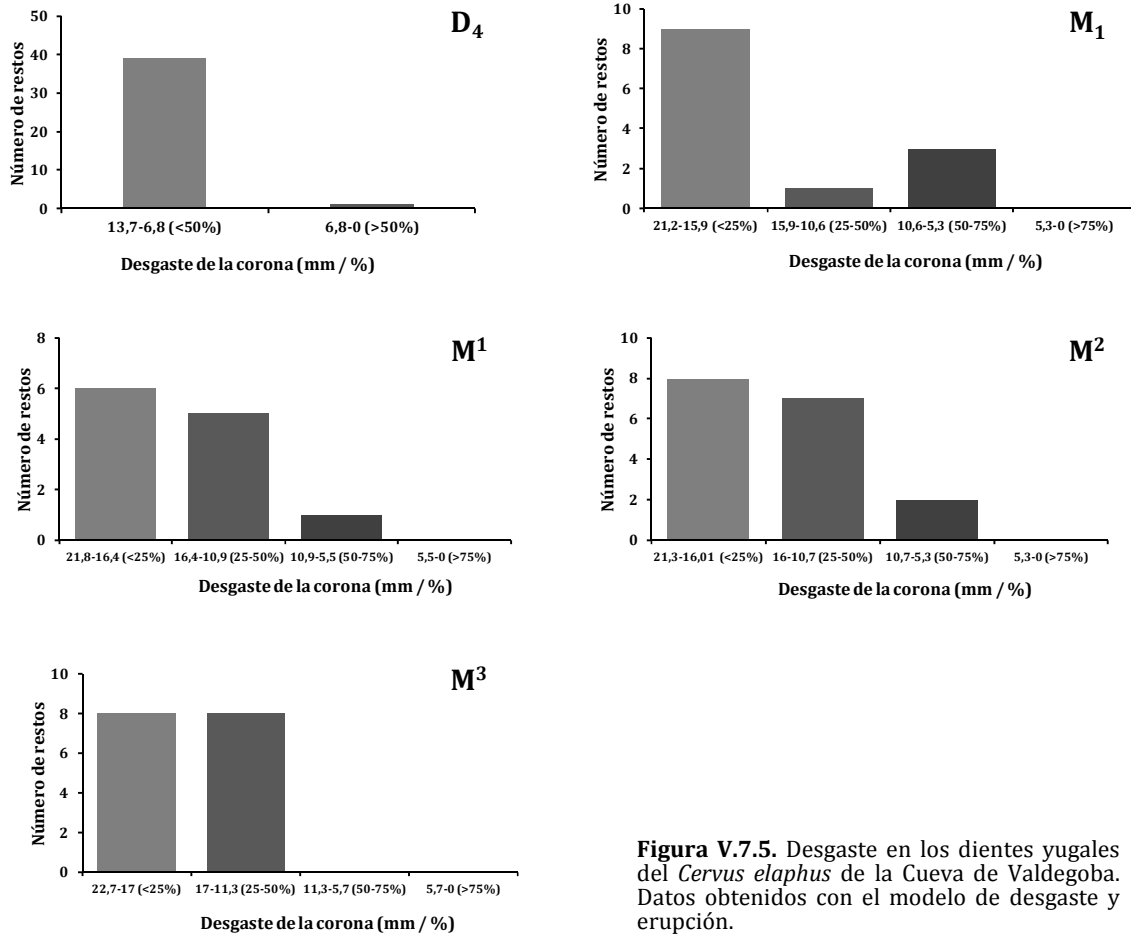 D4
Número de restos
50
40
30
20
10
0
13,7-6,8 (<50%) 6,8-0 (>50%)
Desgaste de la corona (mm / %)
M1
Número de restos
10
8
6
4
2
0
21,2-15,9 (<25%) 15,9-10,6 (25-50%) 10,6-5,3 (50-75%) 5,3-0 (>75%)
Desgaste de la corona (mm / %)
M1
Número de restos
8
6
4
2
0
21,8-16,4 (<25%) 16,4-10,9 (25-50%) 10,9-5,5 (50-75%) 5,5-0 (>75%)
Desgaste de la corona (mm / %)
M2
Número de restos
10
8
6
4
2
0
21,3-16,01 (<25%) 16-10,7 (25-50%) 10,7-5,3 (50-75%) 5,3-0 (>75%)
Desgaste de la corona (mm / %)
M3
Número de restos
10
8
6
4
2
0
22,7-17 (<25%) 17-11,3 (25-50%) 11,3-5,7 (50-75%) 5,7-0 (>75%)
Desgaste de la corona (mm / %)
Figura V.7.5. Desgaste en los dientes yugales
del Cervus elaphus de la Cueva de Valdegoba.
Datos obtenidos con el modelo de desgaste y
erupción.